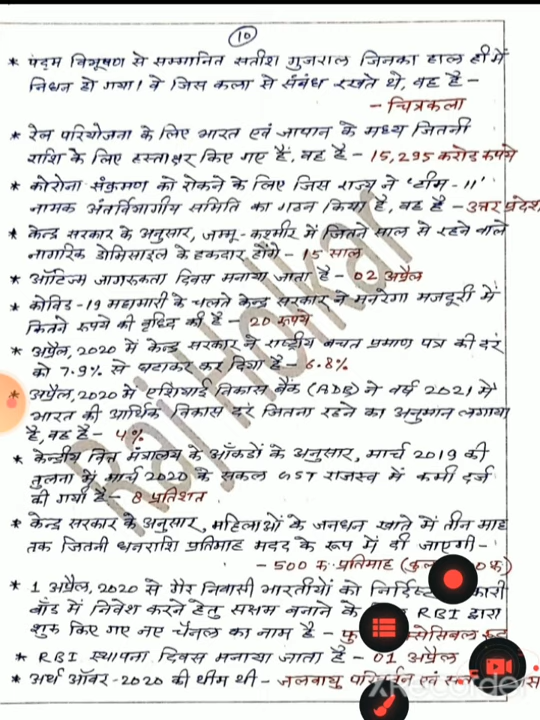 10
* पद्म विभूषण से सम्मानित सतीश गुजराल जिनका हाल ही में
निधन हो गया। वे जिस कला से संबंध रखते थे, वह है -
- चित्रकला
* रेल परियोजना के लिए भारत एवं जापान के मध्य जितनी
राशि के लिए हस्ताक्षर किए गए हैं, वह है - 15,295 करोड़ रूपये
* कोरोना संक्रमण को रोकने के लिए जिस राज्य ने 'टीम-11'
नामक अंतर्विभागीय समिति का गठन किया है, वह है - उत्तर प्रदेश
* केन्द्र सरकार के अनुसार, जम्मू-कश्मीर में जितने साल से रहने वाले
नागरिक डोमिसाइल के हकदार होंगे - 15 साल
* ऑटिज्म जागरुकता दिवस मनाया जाता है - 02 अप्रैल
* कोविड-19 महामारी के चलते केन्द्र सरकार ने मनरेगा मजदूरी में
कितने रूपये की वृध्दि की है - 20 रूपये
* अप्रैल, 2020 में केन्द्र सरकार ने राष्ट्रीय बचत प्रमाण पत्र की दर
को 7.9% से घटाकर कर दिया है - 6.8%
* अप्रैल, 2020 में एशियाई विकास बैंक (ADB) ने वर्ष 2021 में
भारत की आर्थिक विकास दर जितना रहने का अनुमान लगाया
है, वह है - 4%
* केन्द्रीय वित्त मंत्रालय के आँकडों के अनुसार, मार्च 2019 की
तुलना में मार्च 2020 के सकल GST राजस्व में कमी दर्ज
की गयी है - 8 प्रतिशत
* केन्द्र सरकार के अनुसार, महिलाओं के जनधन खाते में तीन माह
तक जितनी धनराशि प्रतिमाह मदद के रूप में दी जाएगी -
- 500 रू. प्रतिमाह
* 1 अप्रैल, 2020 से गैर निवासी भारतीयों को
बॉंड में निवेश करने हेतु सक्षम बनाने के RBI द्वारा
शुरू किए गए नए चैनल का नाम है -
* RBI स्थापना दिवस मनाया जाता है - 01 अप्रैल
* अर्थ ऑवर-2020 की थीम थी - जलवायु परिवर्तन एवं
Raj Holkar